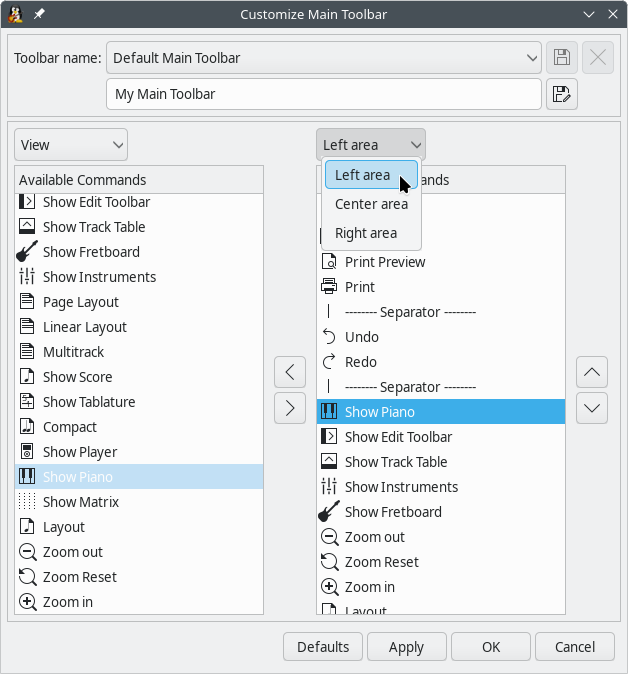 Customize Main Toolbar
Toolbar name:
Default Main Toolbar
My Main Toolbar
View
Left area
Available Commands
Show Edit Toolbar
Show Track Table
Show Fretboard
Show Instruments
Page Layout
Linear Layout
Multitrack
Show Score
Show Tablature
Compact
Show Player
Show Piano
Show Matrix
Layout
Zoom out
Zoom Reset
Zoom in
Left area
Center area
Right area
Print Preview
Print
-------- Separator --------
Undo
Redo
-------- Separator --------
Show Piano
Show Edit Toolbar
Show Track Table
Show Instruments
Show Fretboard
Zoom out
Zoom Reset
Zoom in
Layout
Defaults
Apply
OK
Cancel